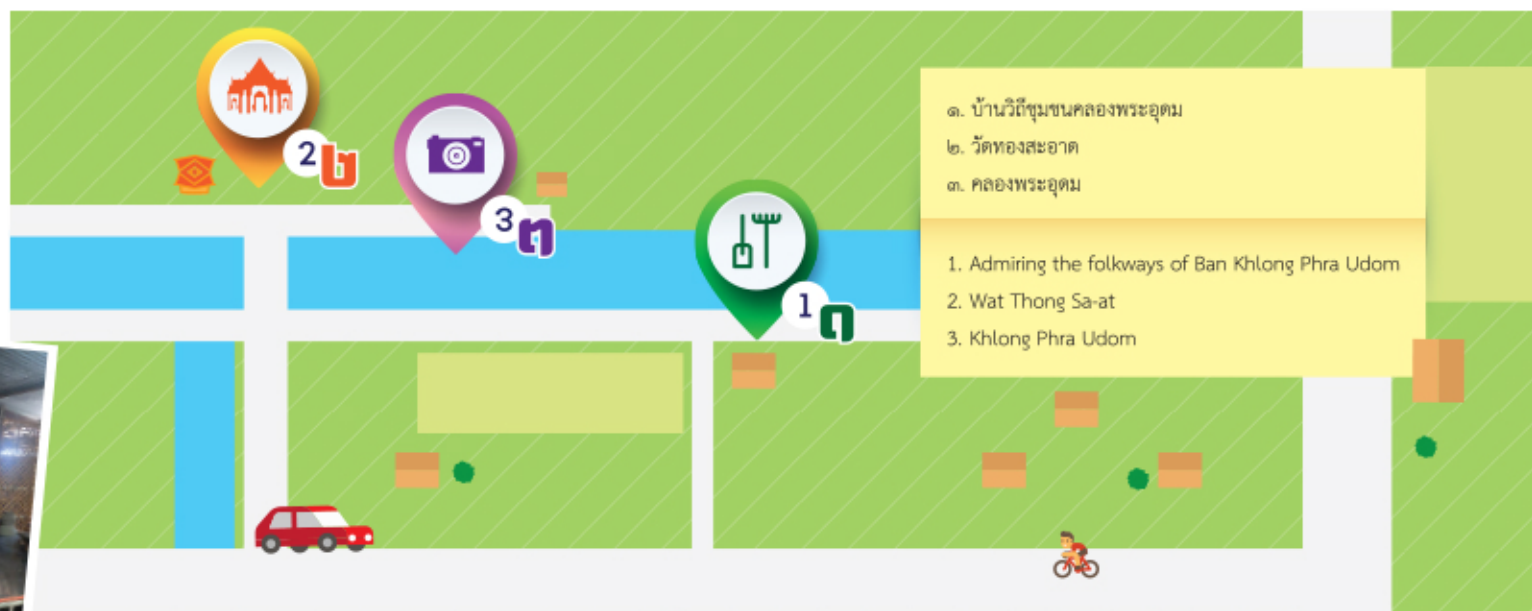 2 ๒
3 ๓
1 ๑
๑. บ้านวิถีชุมชนคลองพระอุดม
๒. วัดทองสะอาด
๓. คลองพระอุดม
1. Admiring the folkways of Ban Khlong Phra Udom
2. Wat Thong Sa-at
3. Khlong Phra Udom